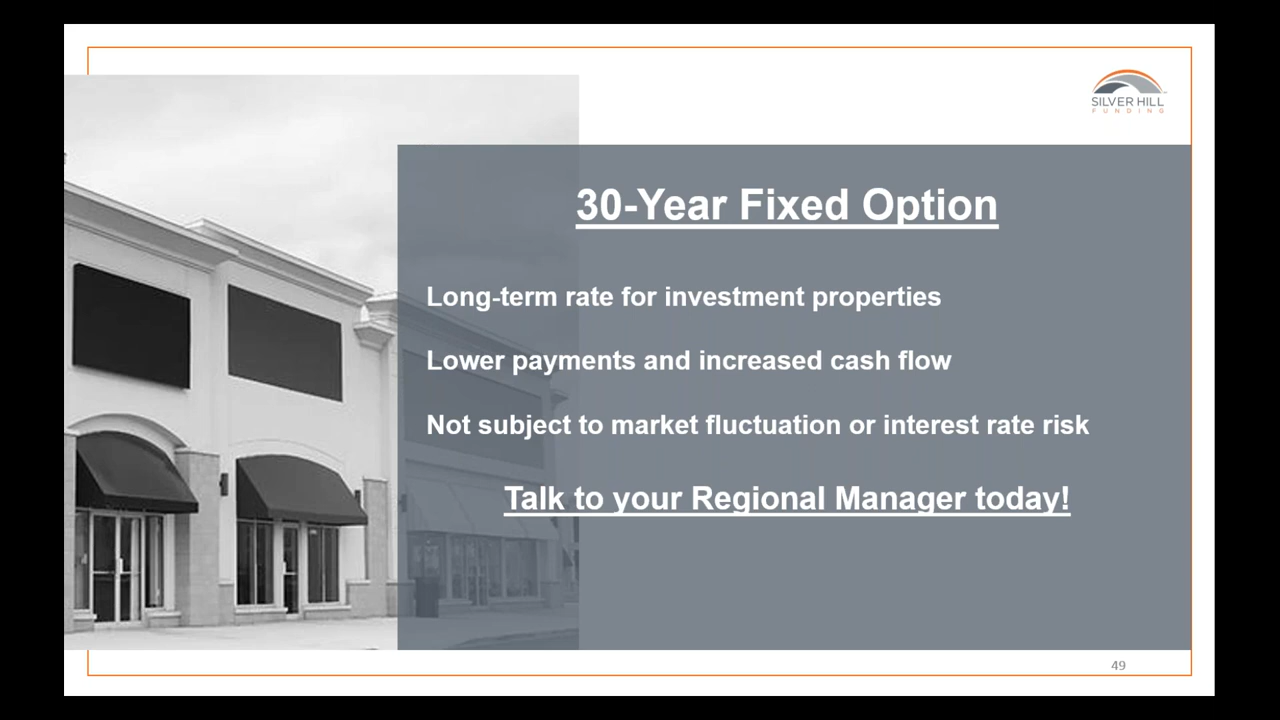 SILVER HILL
FUNDING
30-Year Fixed Option
Long-term rate for investment properties
Lower payments and increased cash flow
Not subject to market fluctuation or interest rate risk
Talk to your Regional Manager today!
49